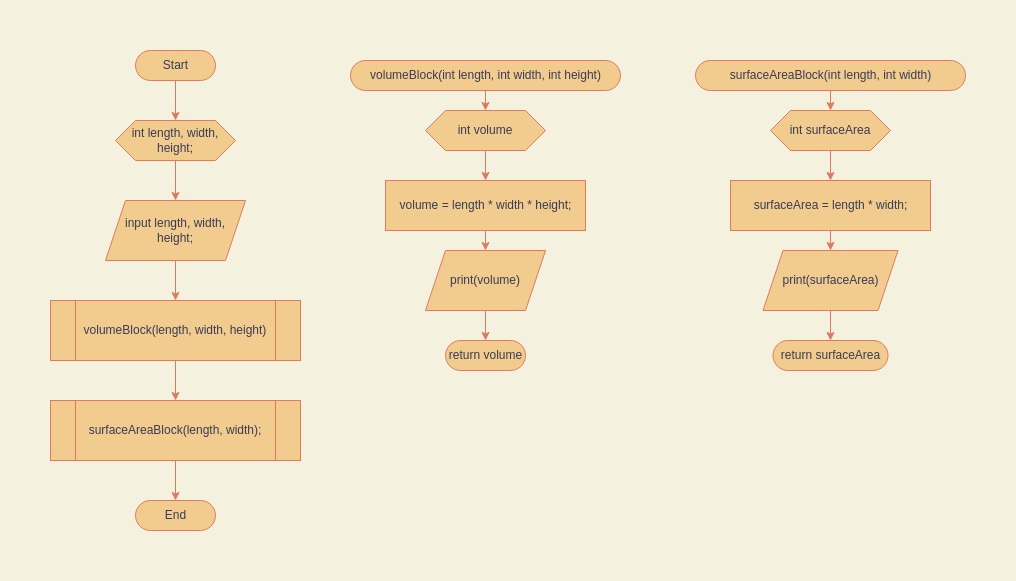 Start
int length, width,
height;
input length, width,
height;
volumeBlock(length, width, height)
surfaceAreaBlock(length, width);
End
volumeBlock(int length, int width, int height)
int volume
volume = length * width * height;
print(volume)
return volume
surfaceAreaBlock(int length, int width)
int surfaceArea
surfaceArea = length * width;
print(surfaceArea)
return surfaceArea